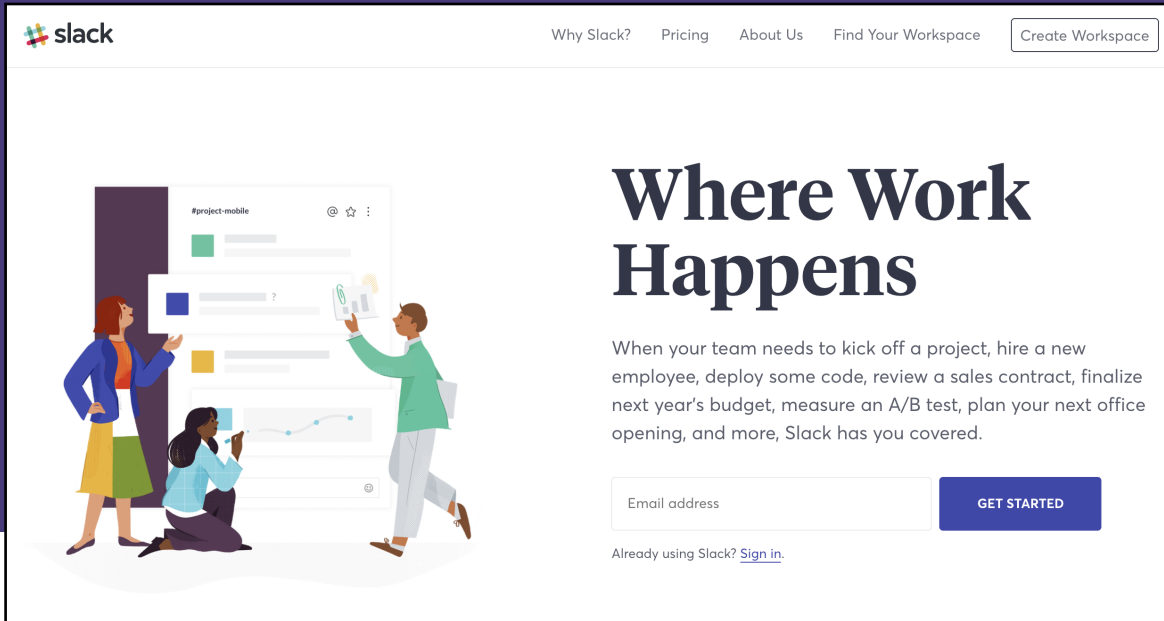 slack
Why Slack? Pricing About Us Find Your Workspace Create Workspace
#project-mobile
?
Where Work
Happens
When your team needs to kick off a project, hire a new
employee, deploy some code, review a sales contract, finalize
next year's budget, measure an A/B test, plan your next office
opening, and more, Slack has you covered.
Email address GET STARTED
Already using Slack? Sign in.